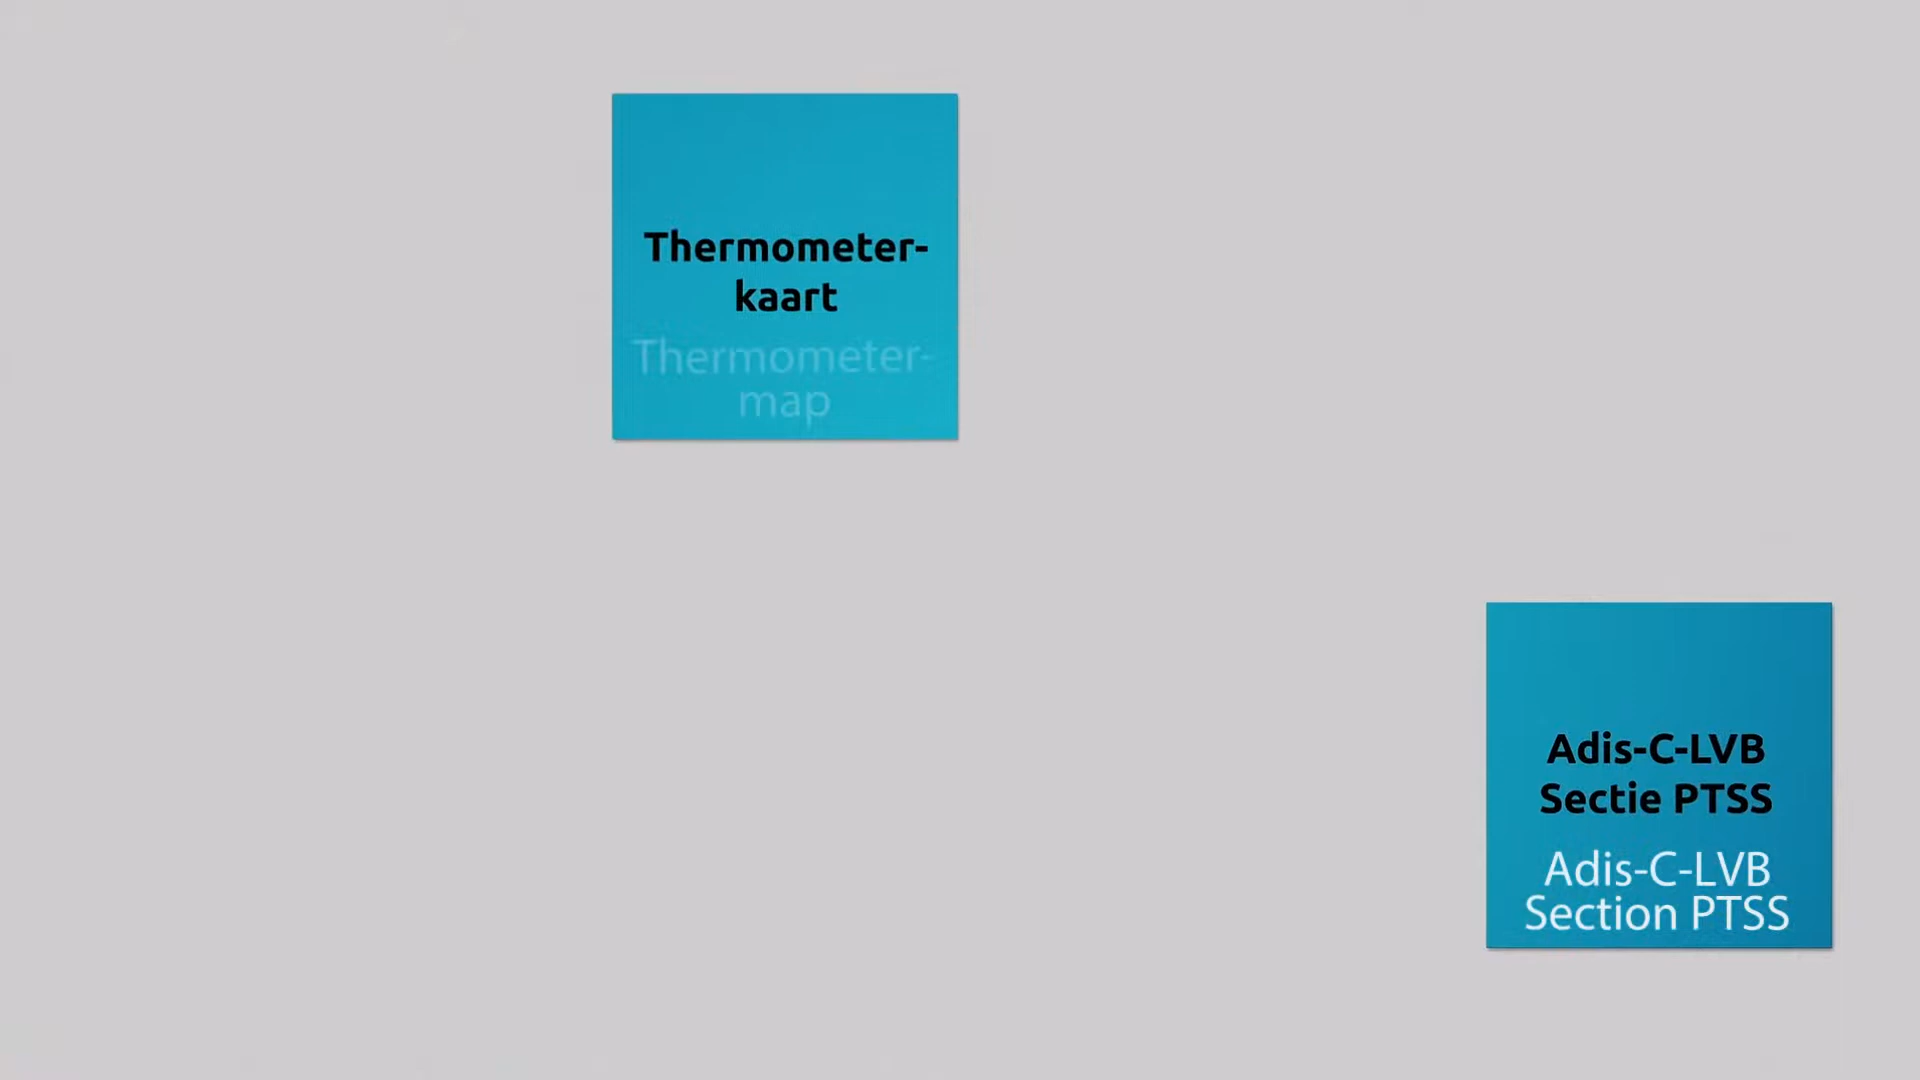 Thermometer-
kaart
Thermometer-
map
Adis-C-LVB
Sectie PTSS
Adis-C-LVB
Section PTSS